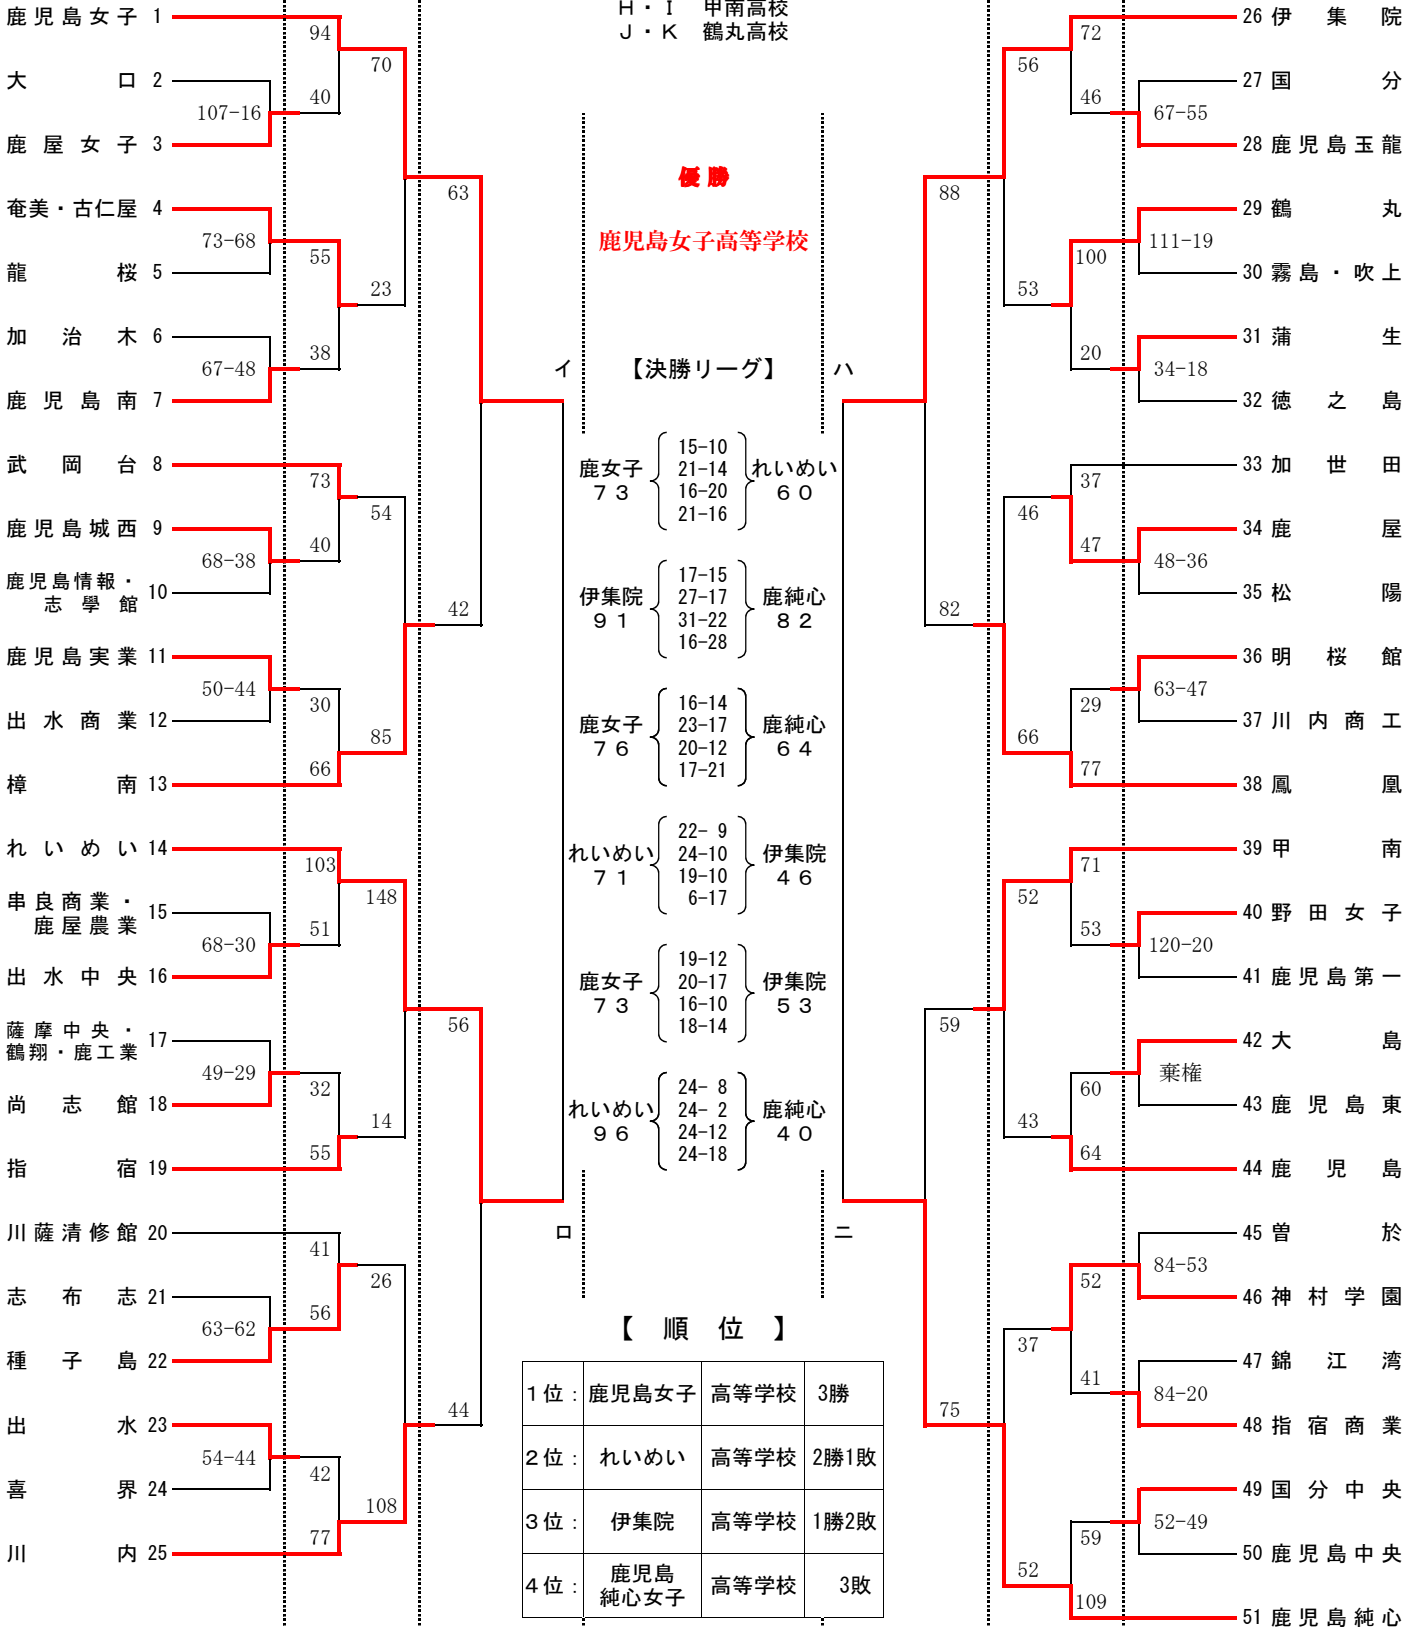 H・I　甲南高校
J・K　鶴丸高校
優勝
鹿児島女子高等学校
鹿児島女子 1
大口 2
鹿屋女子 3
奄美・古仁屋 4
龍桜 5
加治木 6
鹿児島南 7
武岡台 8
鹿児島城西 9
鹿児島情報・
志學館 10
鹿児島実業 11
出水商業 12
樟南 13
れいめい 14
串良商業・
鹿屋農業 15
出水中央 16
薩摩中央・
鶴翔・鹿工業 17
尚志館 18
指宿 19
川薩清修館 20
志布志 21
種子島 22
出水 23
喜界 24
川内 25
107-16
73-68
67-48
68-38
50-44
68-30
49-29
63-62
54-44
94
40
55
38
73
40
30
66
103
51
32
55
41
56
42
77
70
23
54
85
148
14
26
108
63
42
56
44
イ
ロ
【決勝リーグ】
ハ
ニ
鹿女子
73
15-10
21-14
16-20
21-16
れいめい
60
伊集院
91
17-15
27-17
31-22
16-28
鹿純心
82
鹿女子
76
16-14
23-17
20-12
17-21
鹿純心
64
れいめい
71
22- 9
24-10
19-10
6-17
伊集院
46
鹿女子
73
19-12
20-17
16-10
18-14
伊集院
53
れいめい
96
24- 8
24- 2
24-12
24-18
鹿純心
40
【 順 位 】
1位： 鹿児島女子 高等学校 3勝
2位： れいめい 高等学校 2勝1敗
3位： 伊集院 高等学校 1勝2敗
4位： 鹿児島
純心女子 高等学校 3敗
88
82
59
75
56
53
46
66
52
43
37
52
72
46
100
20
37
47
29
77
71
53
60
64
52
41
59
109
67-55
111-19
34-18
48-36
63-47
120-20
棄権
84-53
84-20
52-49
26 伊集院
27 国分
28 鹿児島玉龍
29 鶴丸
30 霧島・吹上
31 蒲生
32 徳之島
33 加世田
34 鹿屋
35 松陽
36 明桜館
37 川内商工
38 鳳凰
39 甲南
40 野田女子
41 鹿児島第一
42 大島
43 鹿児島東
44 鹿児島
45 曽於
46 神村学園
47 錦江湾
48 指宿商業
49 国分中央
50 鹿児島中央
51 鹿児島純心